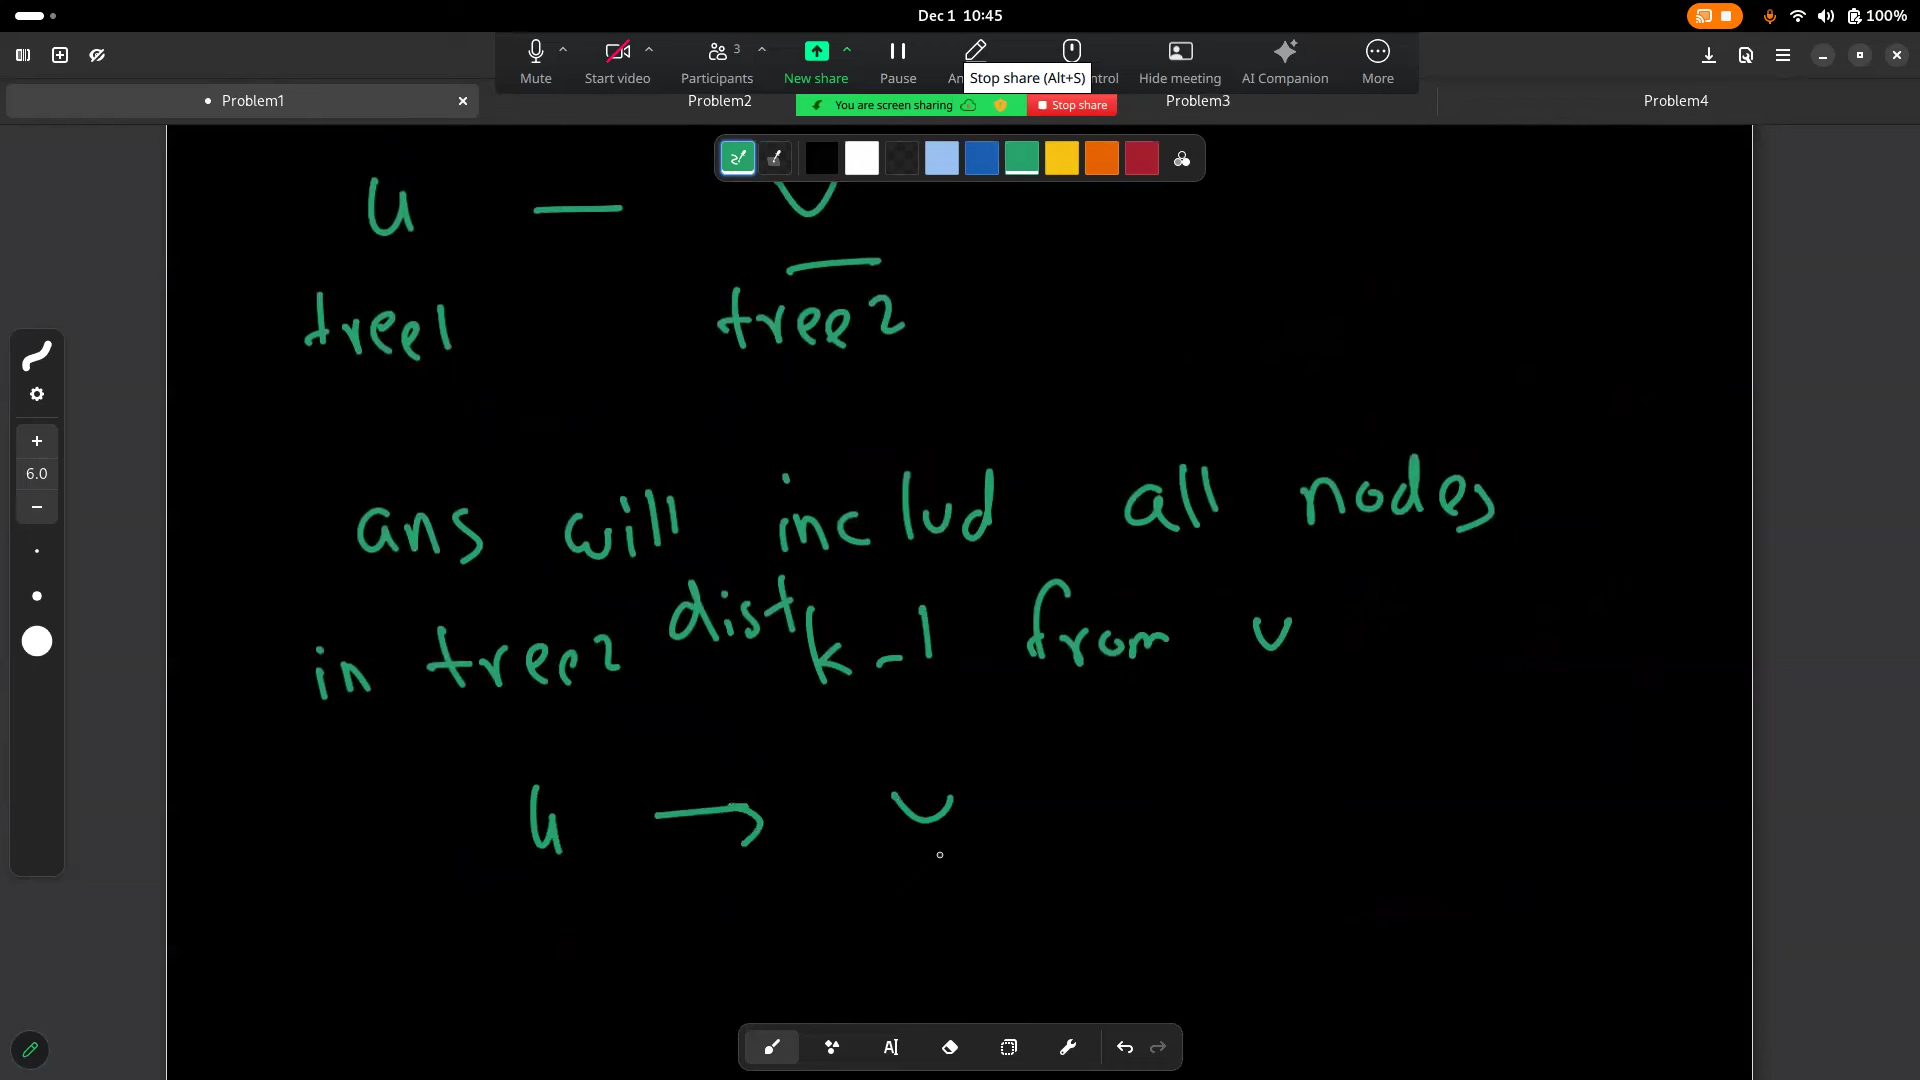 Dec 1 10:45
100%
Mute
Start video
Participants
3
New share
Pause
An
Stop share (Alt+S)
ntrol
Hide meeting
AI Companion
More
Problem1
Problem2
You are screen sharing
Stop share
Problem3
Problem4
u — v
tree1 tree2
ans will includ all nodes
in tree2 dist k-1 from v
u → v
6.0